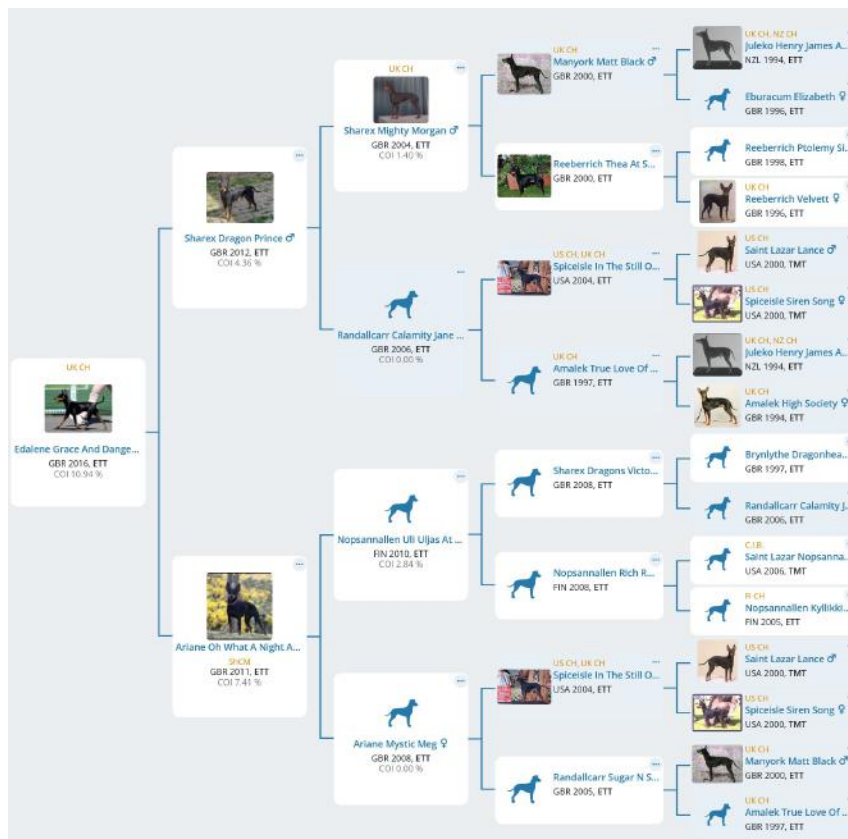 UK CH
Edalene Grace And Dange...
GBR 2016, ETT
COI 10.94 %
Sharex Dragon Prince ♂
GBR 2012, ETT
COI 4.36 %
Ariane Oh What A Night A...
SHCM
GBR 2011, ETT
COI 7.41 %
UK CH
Sharex Mighty Morgan ♂
GBR 2004, ETT
COI 1.40 %
Randallcarr Calamity Jane ...
GBR 2006, ETT
COI 0.00 %
Nopsannallen Uli Uljas At ...
FIN 2010, ETT
COI 2.84 %
Ariane Mystic Meg ♀
GBR 2008, ETT
COI 0.00 %
UK CH
Manyork Matt Black ♂
GBR 2000, ETT
Reeberrich Thea At S...
GBR 2000, ETT
US CH, UK CH
Spiceisle In The Still O...
USA 2004, ETT
UK CH
Amalek True Love Of ...
GBR 1997, ETT
Sharex Dragons Victo...
GBR 2008, ETT
Nopsannallen Rich R...
FIN 2008, ETT
US CH, UK CH
Spiceisle In The Still O...
USA 2004, ETT
Randallcarr Sugar N S...
GBR 2005, ETT
UK CH, NZ CH
Juleko Henry James A...
NZL 1994, ETT
Eburacum Elizabeth ♀
GBR 1996, ETT
Reeberrich Ptolemy Si...
GBR 1998, ETT
UK CH
Reeberrich Velvett ♀
GBR 1996, ETT
US CH
Saint Lazar Lance ♂
USA 2000, TMT
US CH
Spiceisle Siren Song ♀
USA 2000, TMT
UK CH, NZ CH
Juleko Henry James A...
NZL 1994, ETT
UK CH
Amalek High Society ♀
GBR 1994, ETT
Brynlythe Dragonhea...
GBR 1997, ETT
Randallcarr Calamity J...
GBR 2006, ETT
C.I.B.
Saint Lazar Nopsanna...
USA 2006, TMT
FI CH
Nopsannallen Kyllikki...
FIN 2005, ETT
US CH
Saint Lazar Lance ♂
USA 2000, TMT
US CH
Spiceisle Siren Song ♀
USA 2000, TMT
UK CH
Manyork Matt Black ♂
GBR 2000, ETT
UK CH
Amalek True Love Of ...
GBR 1997, ETT